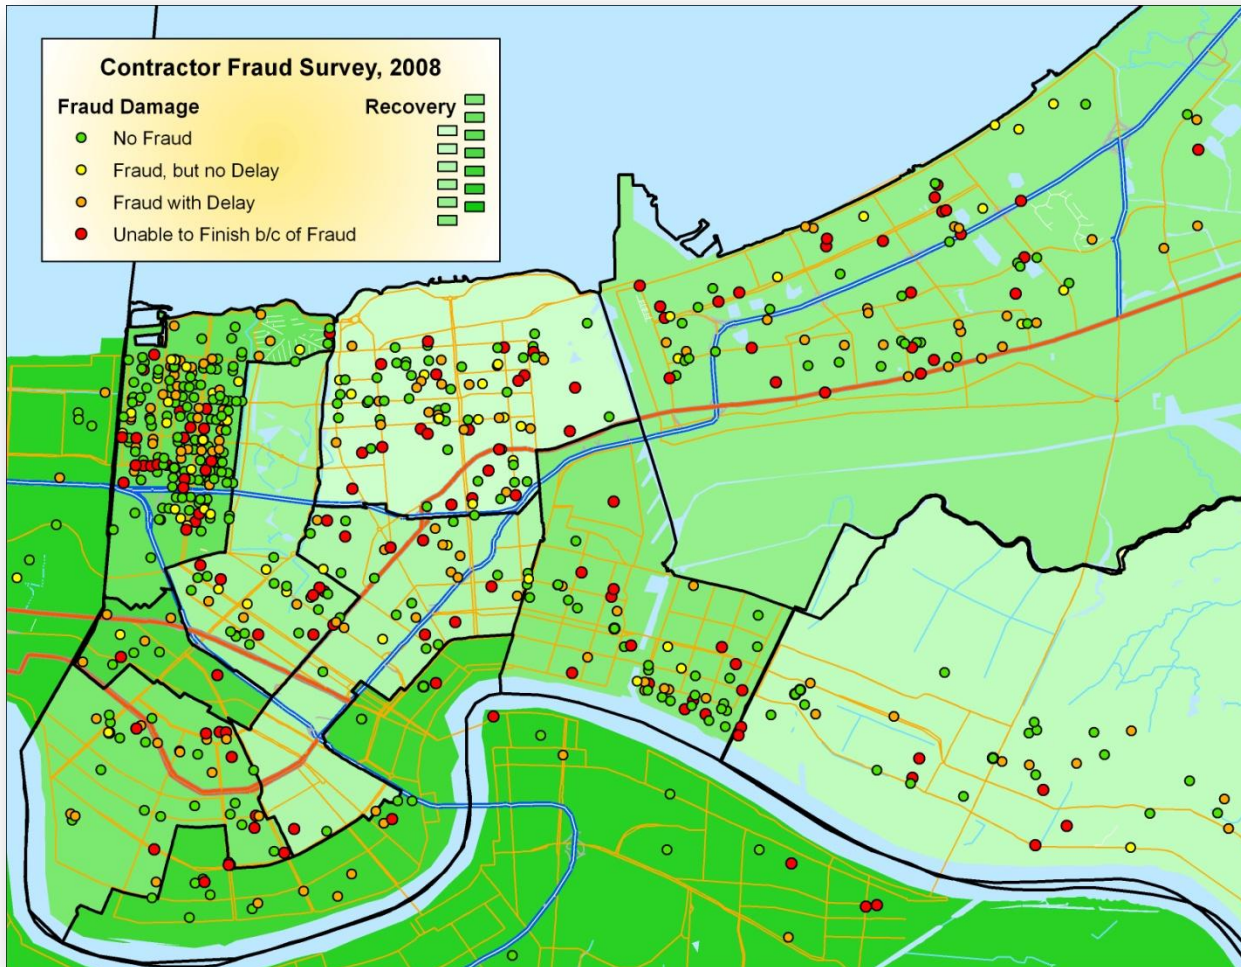 Contractor Fraud Survey, 2008
Fraud Damage
Recovery
No Fraud
Fraud, but no Delay
Fraud with Delay
Unable to Finish b/c of Fraud